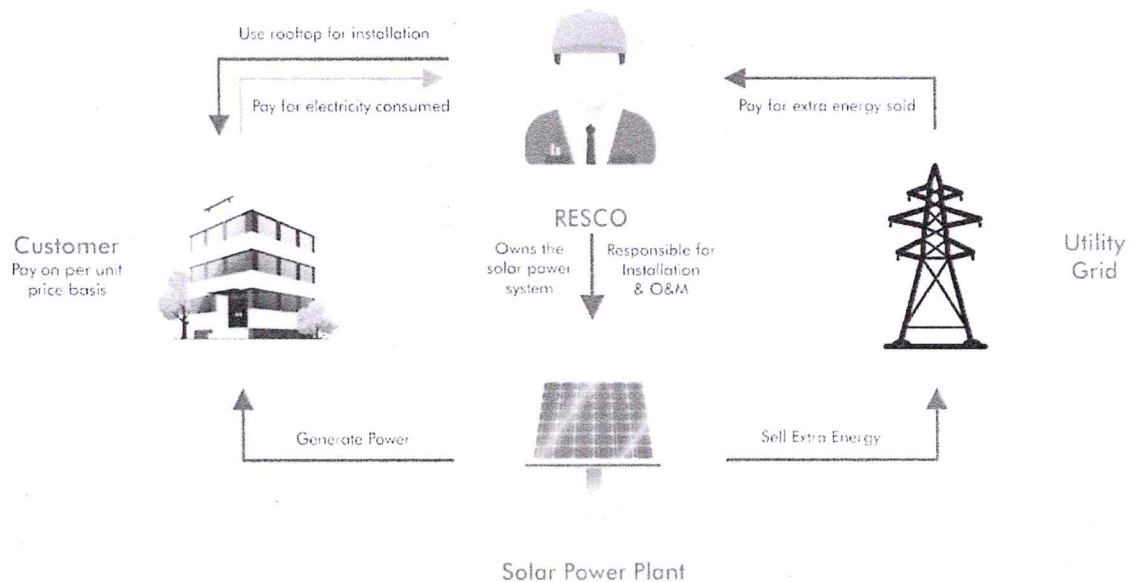 Use rooftop for installation
Pay for electricity consumed
Pay for extra energy sold
RESCO
Owns the
solar power
system
Responsible for
Installation
& O&M
Customer
Pay on per unit
price basis
Utility
Grid
Generate Power
Sell Extra Energy
Solar Power Plant